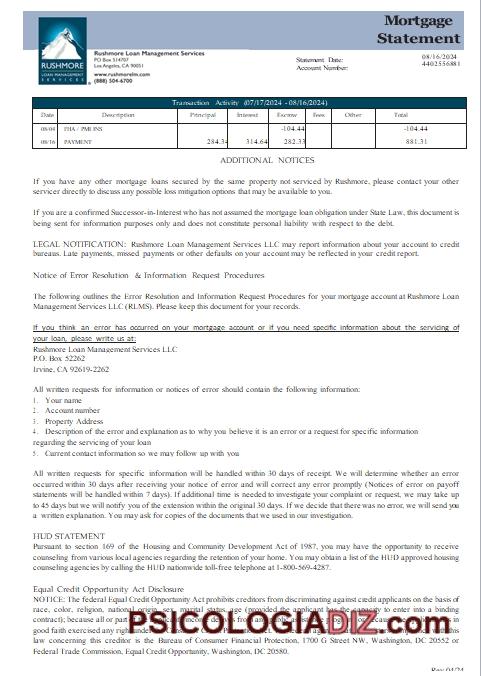 Mortgage
Statement
RUSHMORE
LOAN MANAGEMENT
SERVICES
Rushmore Loan Management Services
PO Box 514707
Los Angeles, CA 90051
www.rushmorelm.com
(888) 504-6700
Statement Date: 08/16/2024
Account Number: 4402556881
Transaction Activity (07/17/2024 - 08/16/2024)
Date Description Principal Interest Escrow Fees Other Total
08/04 FHA / PMI INS -104.44 -104.44
08/16 PAYMENT 284.34 314.64 282.33 881.31
ADDITIONAL NOTICES
If you have any other mortgage loans secured by the same property not serviced by Rushmore, please contact your other
servicer directly to discuss any possible loss mitigation options that may be available to you.
If you are a confirmed Successor-in-Interest who has not assumed the mortgage loan obligation under State Law, this document is
being sent for information purposes only and does not constitute personal liability with respect to the debt.
LEGAL NOTIFICATION: Rushmore Loan Management Services LLC may report information about your account to credit
bureaus. Late payments, missed payments or other defaults on your account may be reflected in your credit report.
Notice of Error Resolution & Information Request Procedures
The following outlines the Error Resolution and Information Request Procedures for your mortgage account at Rushmore Loan
Management Services LLC (RLMS). Please keep this document for your records.
If you think an error has occurred on your mortgage account or if you need specific information about the servicing of
your loan, please write us at:
Rushmore Loan Management Services LLC
P.O. Box 52262
Irvine, CA 92619-2262
All written requests for information or notices of error should contain the following information:
1. Your name
2. Account number
3. Property Address
4. Description of the error and explanation as to why you believe it is an error or a request for specific information
regarding the servicing of your loan
5. Current contact information so we may follow up with you
All written requests for specific information will be handled within 30 days of receipt. We will determine whether an error
occurred within 30 days after receiving your notice of error and will correct any error promptly (Notices of error on payoff
statements will be handled within 7 days). If additional time is needed to investigate your complaint or request, we may take up
to 45 days but we will notify you of the extension within the original 30 days. If we decide that there was no error, we will send you
a written explanation. You may ask for copies of the documents that we used in our investigation.
HUD STATEMENT
Pursuant to section 169 of the Housing and Community Development Act of 1987, you may have the opportunity to receive
counseling from various local agencies regarding the retention of your home. You may obtain a list of the HUD approved housing
counseling agencies by calling the HUD nationwide toll-free telephone at 1-800-569-4287.
Equal Credit Opportunity Act Disclosure
NOTICE: The federal Equal Credit Opportunity Act prohibits creditors from discriminating against credit applicants on the basis of
race, color, religion, national origin, sex, marital status, age (provided the applicant has the capacity to enter into a binding
contract); because all or part of
good faith exercised any right
law concerning this creditor is the Bureau of Consumer Financial Protection, 1700 G Street NW, Washington, DC 20552 or
Federal Trade Commission, Equal Credit Opportunity, Washington, DC 20580.
PSICOLOGIADIZ.com
Rev 04/24